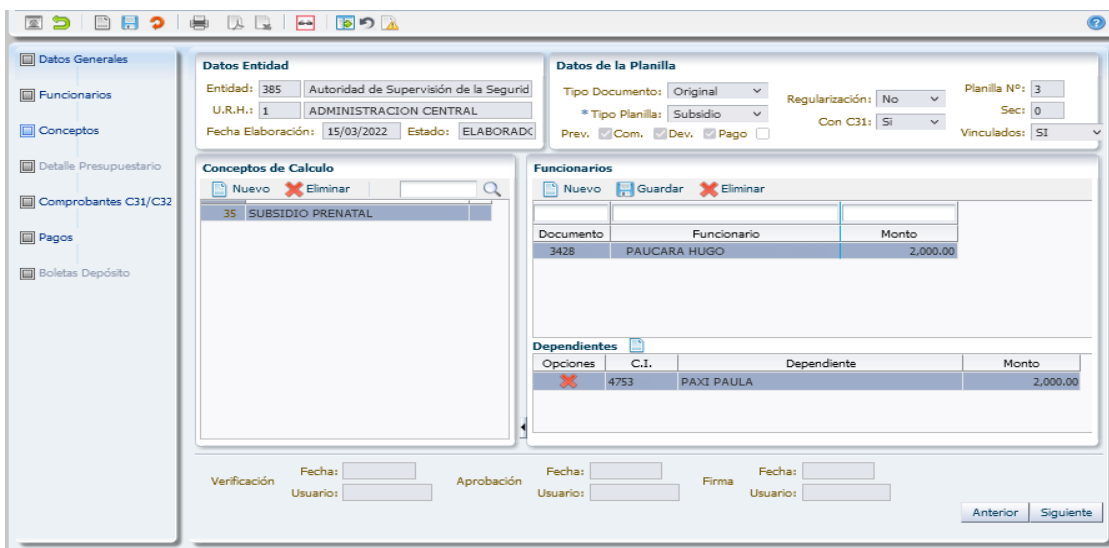 Datos Generales
Funcionarios
Conceptos
Detalle Presupuestario
Comprobantes C31/C32
Pagos
Boletas Depósito
Datos Entidad
Entidad: 385 Autoridad de Supervisión de la Segurid
U.R.H.: 1 ADMINISTRACION CENTRAL
Fecha Elaboración: 15/03/2022 Estado: ELABORADO
Datos de la Planilla
Tipo Documento: Original Regularización: No Planilla Nº: 3
*Tipo Planilla: Subsidio Con C31: Si Sec: 0
Prev. Com. Dev. Pago Vinculados: SI
Conceptos de Calculo
Nuevo Eliminar
35 SUBSIDIO PRENATAL
Funcionarios
Nuevo Guardar Eliminar
Documento Funcionario Monto
3428 PAUCARA HUGO 2,000.00
Dependientes
Opciones C.I. Dependiente Monto
4753 PAXI PAULA 2,000.00
Verificación Fecha: Usuario:
Aprobación Fecha: Usuario:
Firma Fecha: Usuario:
Anterior Siguiente